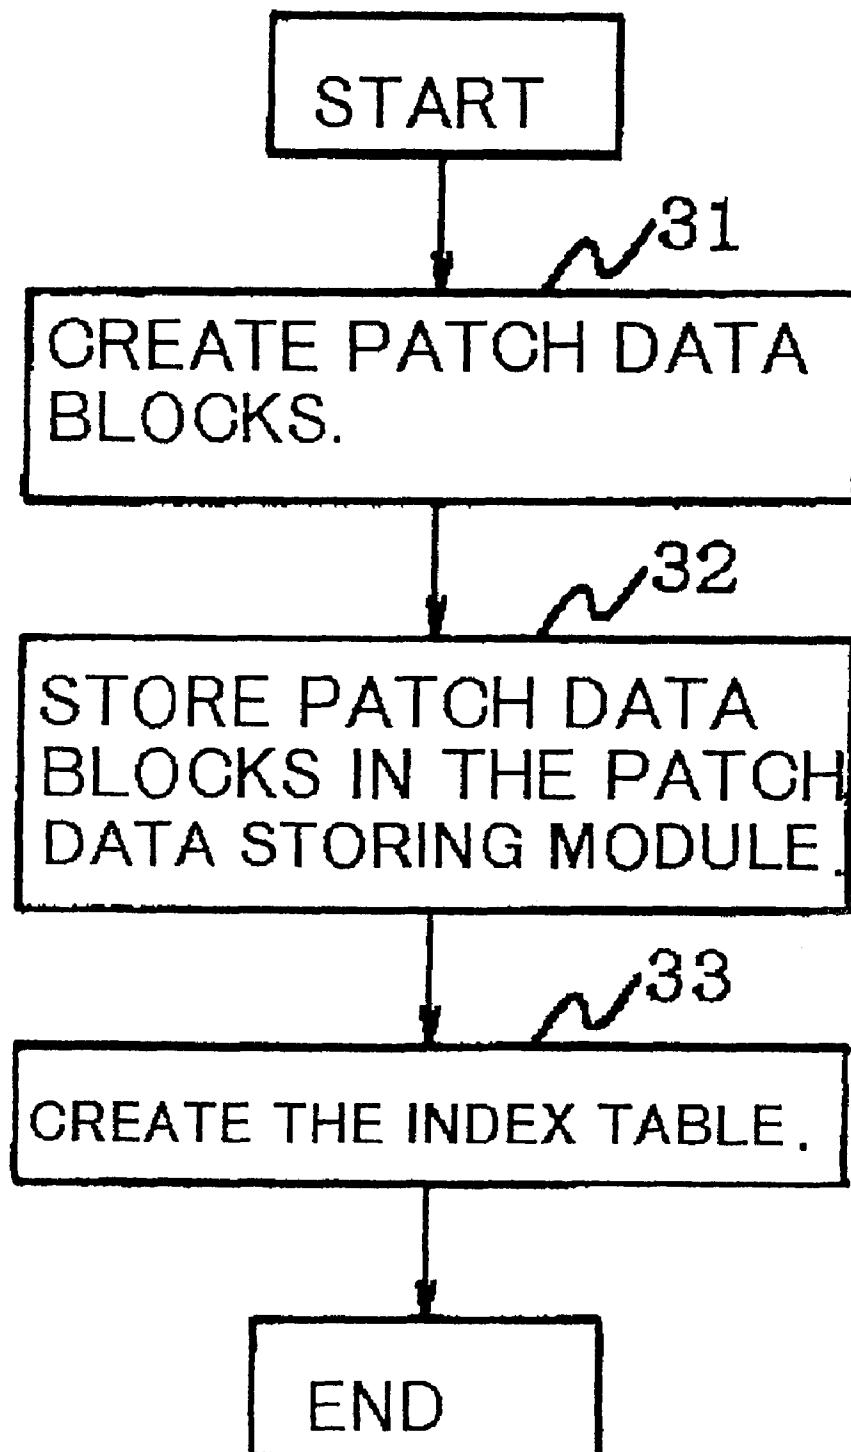 START
31
CREATE PATCH DATA
BLOCKS.
32
STORE PATCH DATA
BLOCKS IN THE PATCH
DATA STORING MODULE.
33
CREATE THE INDEX TABLE.
END